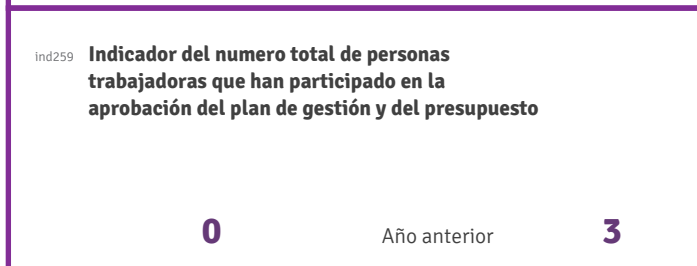 ind259 Indicador del numero total de personas
trabajadoras que han participado en la
aprobación del plan de gestión y del presupuesto
0 Año anterior 3